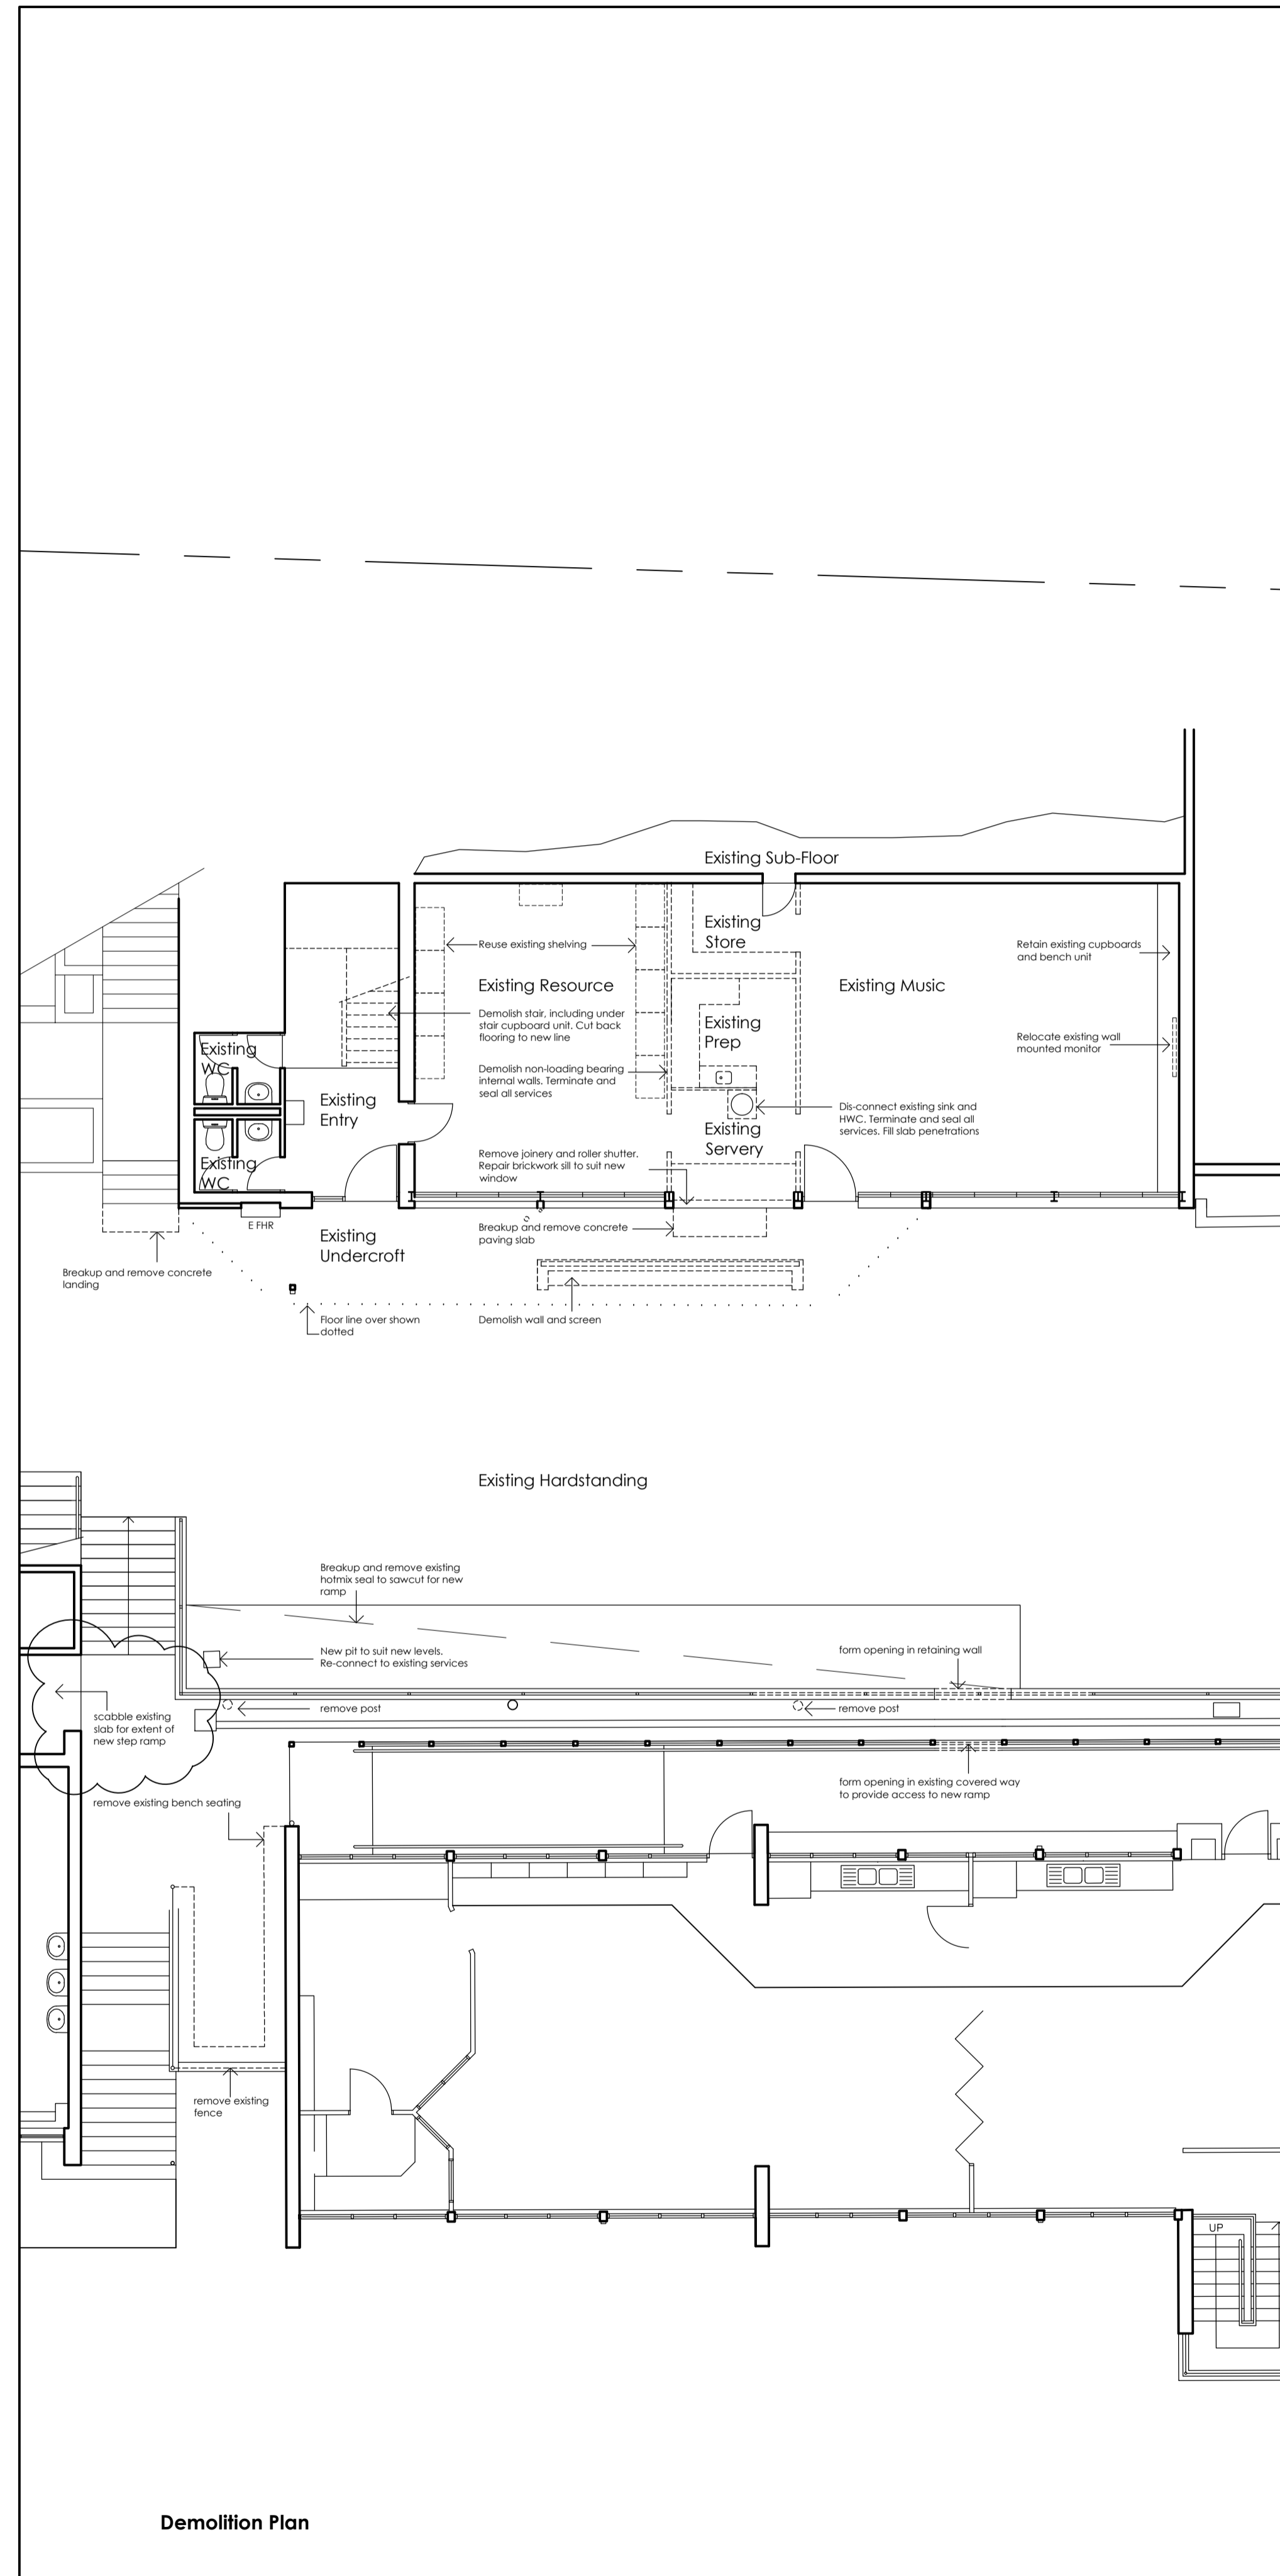 Existing Sub-Floor
Existing
Store
Reuse existing shelving
Retain existing cupboards
and bench unit
Existing Resource
Existing Music
Demolish stair, including under
stair cupboard unit. Cut back
flooring to new line
Existing
Prep
Relocate existing wall
mounted monitor
Existing
WC
Demolish non-loading bearing
internal walls. Terminate and
seal all services
Existing
Entry
Dis-connect existing sink and
HWC. Terminate and seal all
services. Fill slab penetrations
Existing
Servery
Existing
WC
Remove joinery and roller shutter.
Repair brickwork sill to suit new
window
E FHR
Existing
Undercroft
Breakup and remove concrete
paving slab
Breakup and remove concrete
landing
Floor line over shown
dotted
Demolish wall and screen
Existing Hardstanding
Breakup and remove existing
hotmix seal to sawcut for new
ramp
New pit to suit new levels.
Re-connect to existing services
form opening in retaining wall
remove post
remove post
scabble existing
slab for extent of
new step ramp
form opening in existing covered way
to provide access to new ramp
remove existing bench seating
remove existing
fence
UP
Demolition Plan